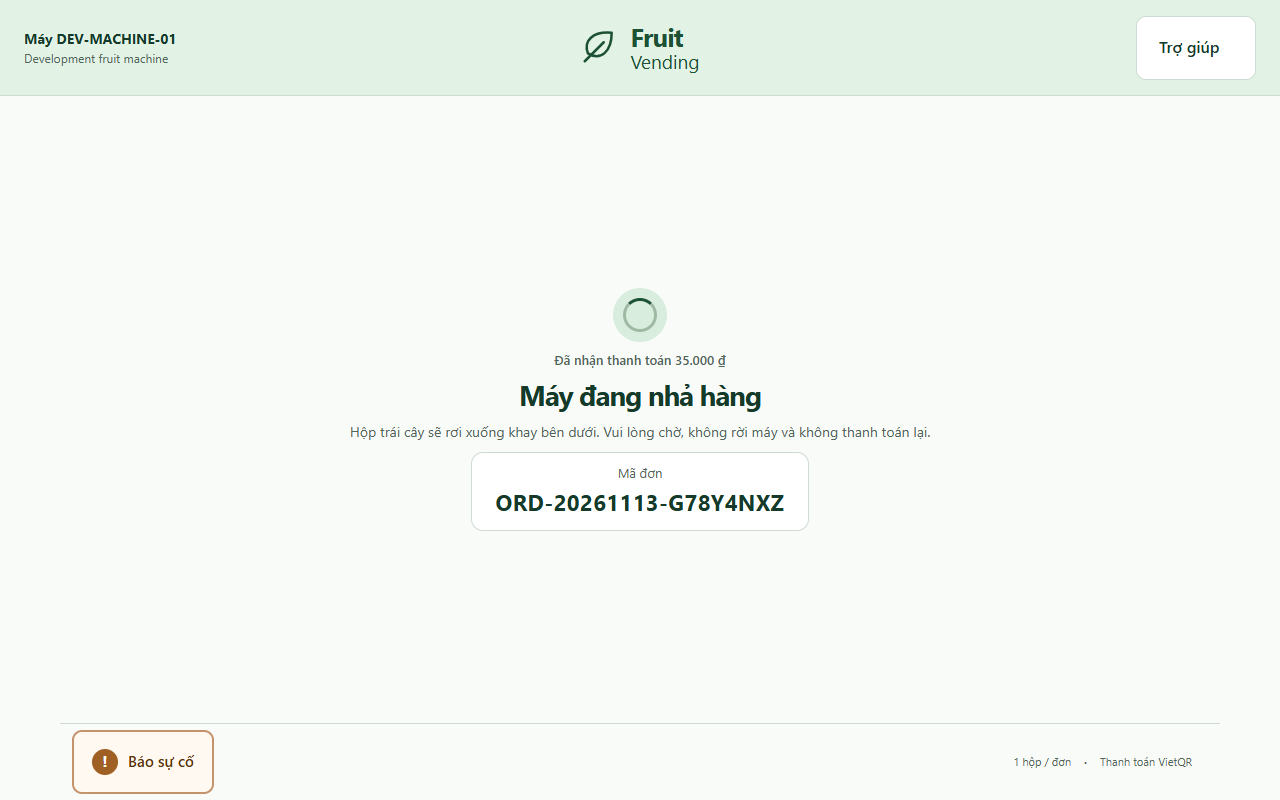 Máy DEV-MACHINE-01
Development fruit machine
Fruit
Vending
Trợ giúp
Đã nhận thanh toán 35.000 ₫
Máy đang nhả hàng
Hộp trái cây sẽ rơi xuống khay bên dưới. Vui lòng chờ, không rời máy và không thanh toán lại.
Mã đơn
ORD-20261113-G78Y4NXZ
! Báo sự cố
1 hộp / đơn • Thanh toán VietQR